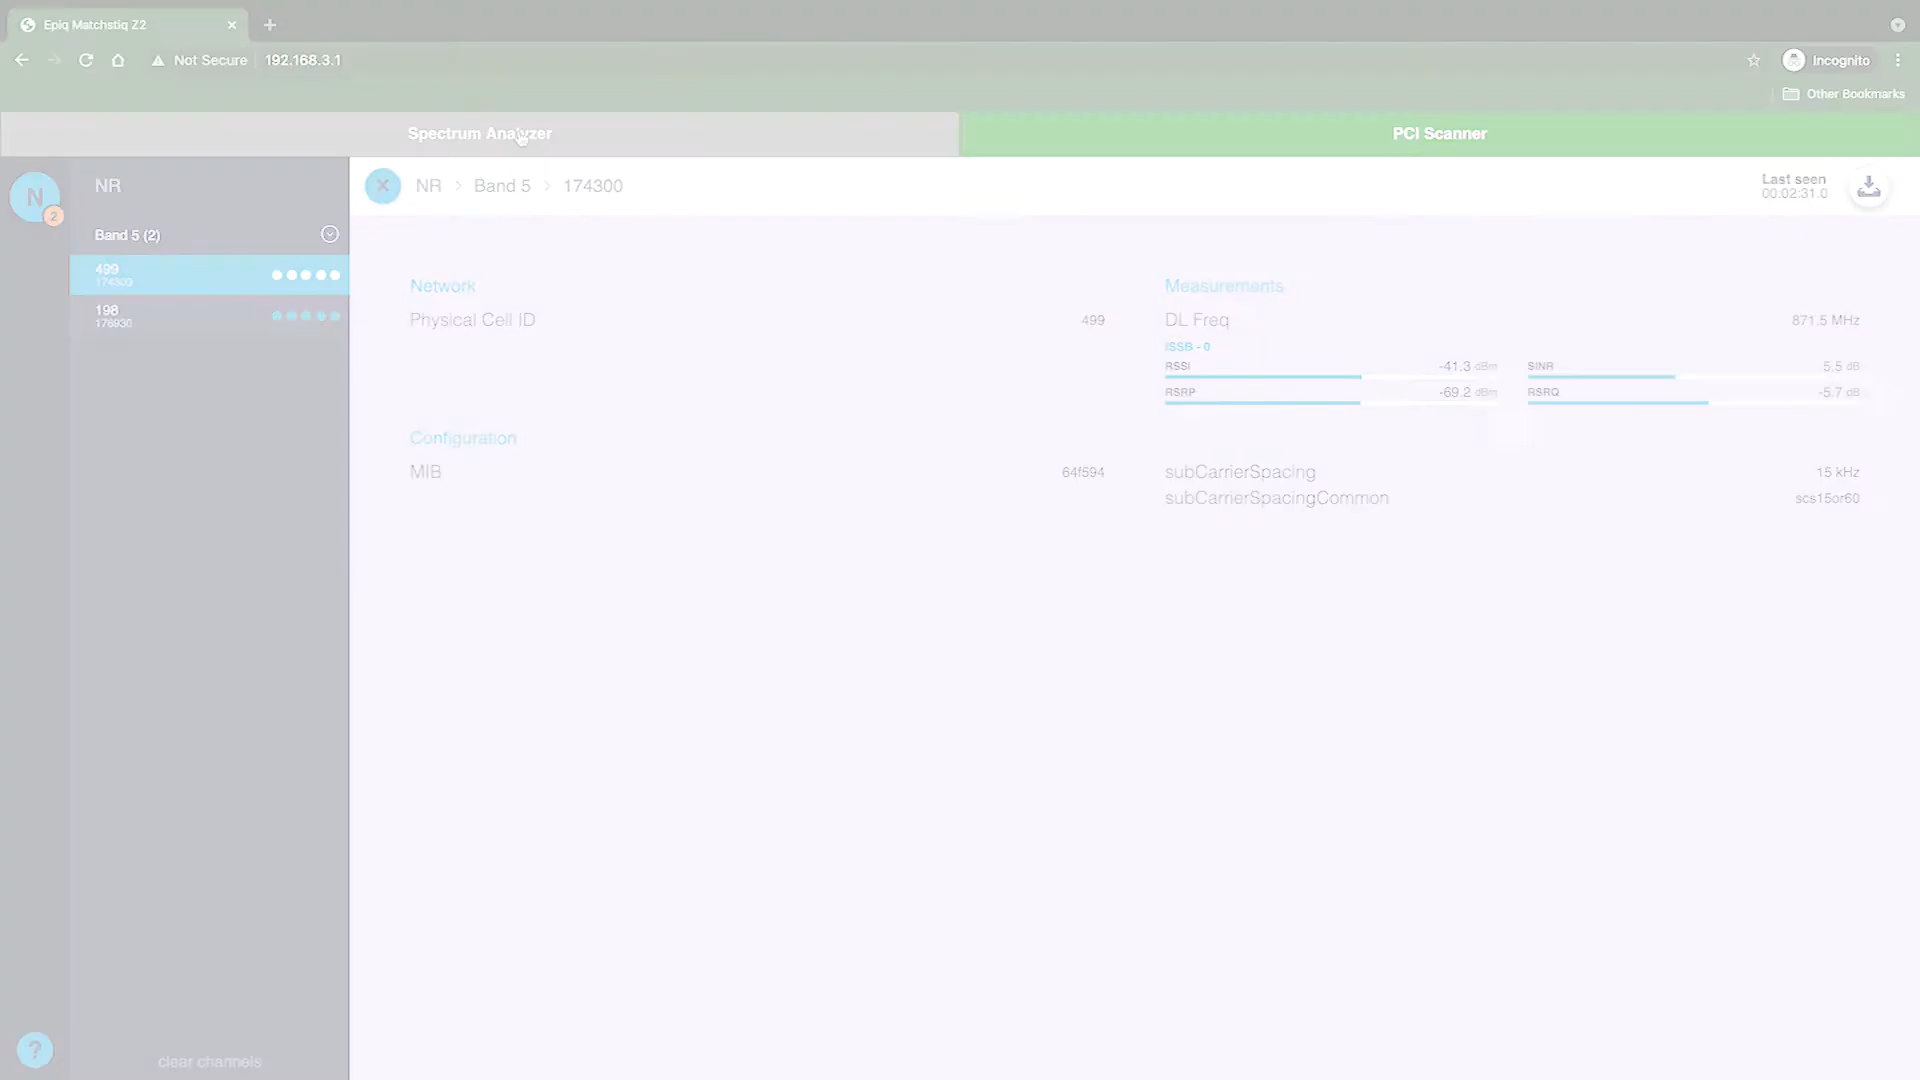 Epiq Matchstiq Z2
Not Secure 192.168.3.1
Incognito
Other Bookmarks
Spectrum Analyzer
PCI Scanner
N
2
NR
Band 5 (2)
499
174300
198
176930
clear channels
?
NR > Band 5 > 174300
Last seen
00:02:31.0
Network
Physical Cell ID 499
Configuration
MIB 64f594
Measurements
DL Freq 871.5 MHz
iSSB - 0
RSSI -41.3 dBm SINR 5.5 dB
RSRP -69.2 dBm RSRQ -5.7 dB
subCarrierSpacing 15 kHz
subCarrierSpacingCommon scs15or60